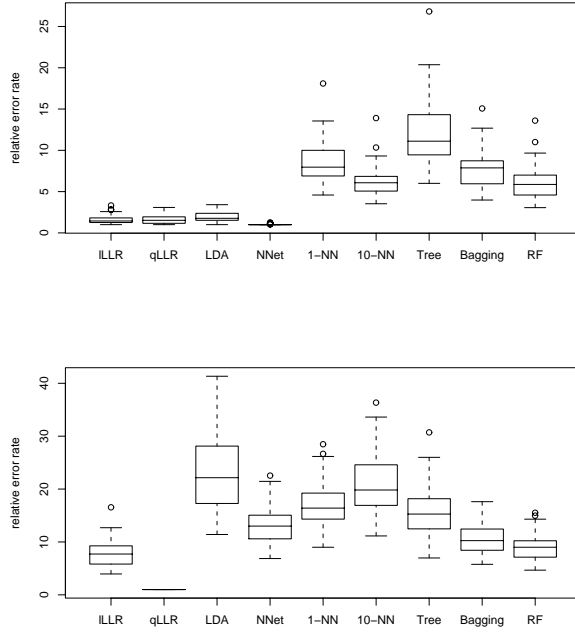 relative error rate
25
20
15
10
5
0
lLLR qLLR LDA NNet 1−NN 10−NN Tree Bagging RF
relative error rate
40
30
20
10
0
lLLR qLLR LDA NNet 1−NN 10−NN Tree Bagging RF